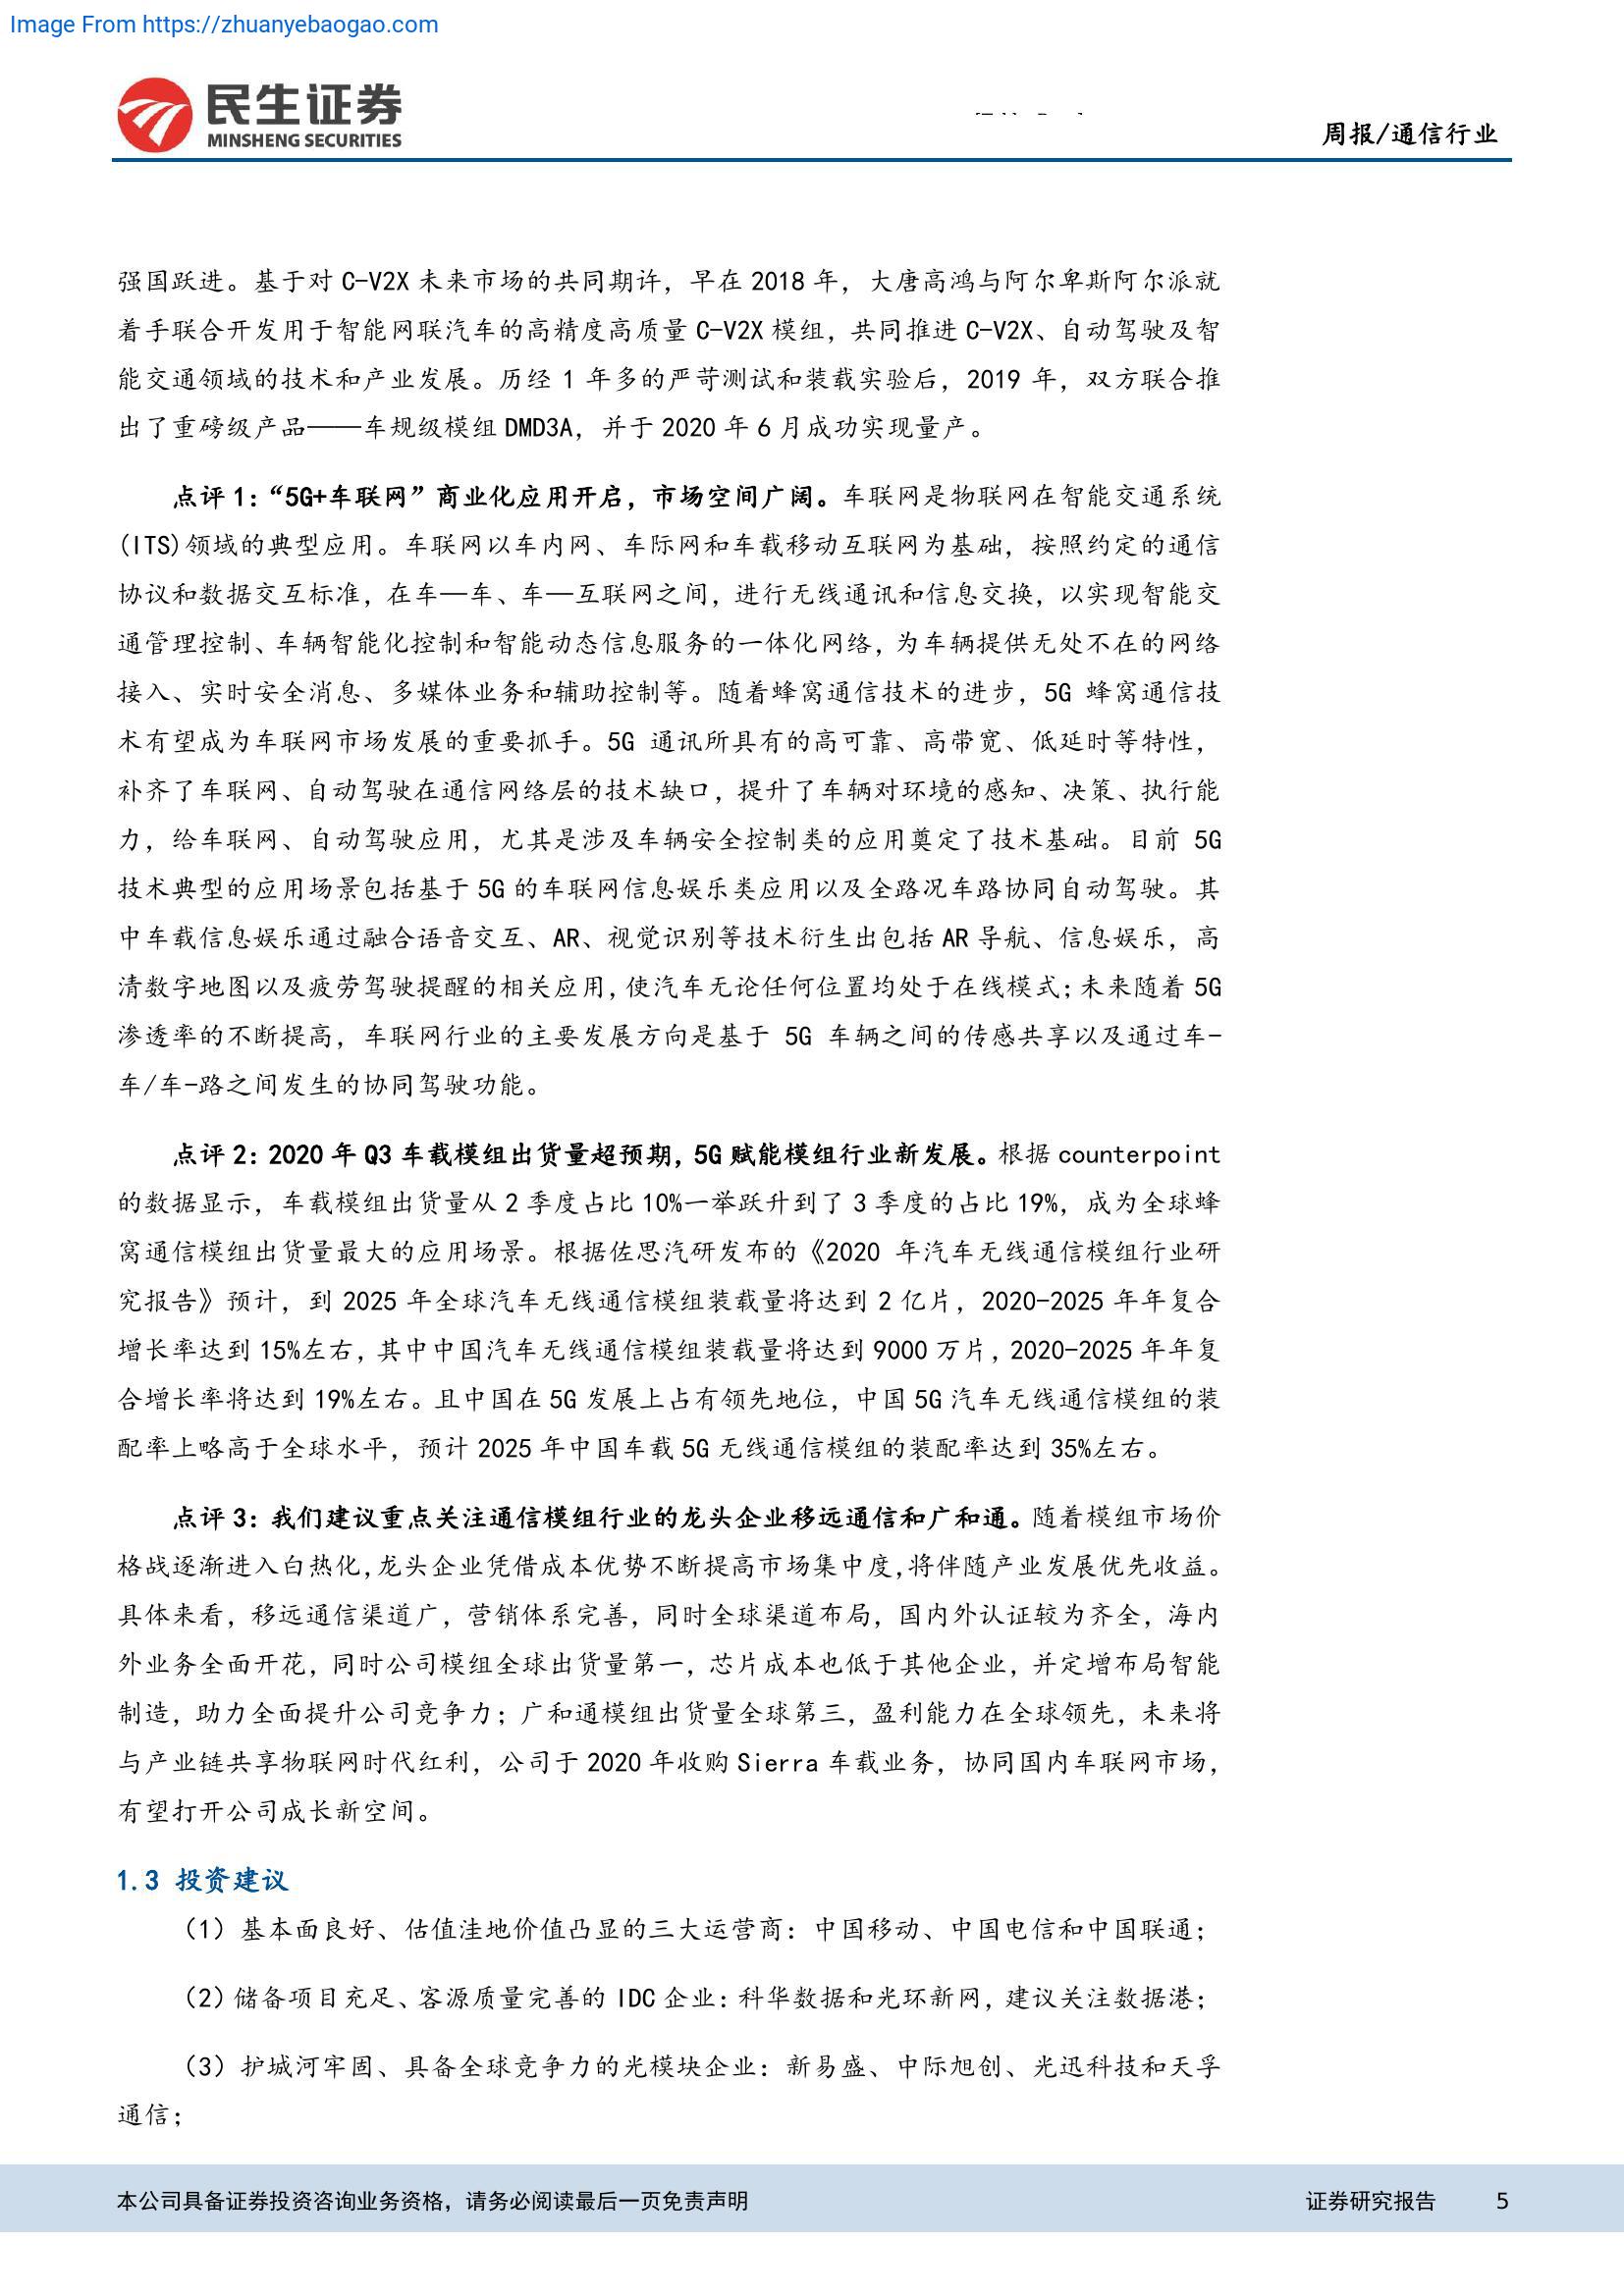 Image From https://zhuanyebaogao.com
民生证券
MINSHENG SECURITIES
周报/通信行业
强国跃进。基于对 C-V2X 未来市场的共同期许，早在 2018 年，大唐高鸿与阿尔卑斯阿尔派就
着手联合开发用于智能网联汽车的高精度高质量 C-V2X 模组，共同推进 C-V2X、自动驾驶及智
能交通领域的技术和产业发展。历经 1 年多的严苛测试和装载实验后，2019 年，双方联合推
出了重磅级产品——车规级模组 DMD3A，并于 2020 年 6 月成功实现量产。
点评 1：“5G+车联网”商业化应用开启，市场空间广阔。车联网是物联网在智能交通系统
(ITS)领域的典型应用。车联网以车内网、车际网和车载移动互联网为基础，按照约定的通信
协议和数据交互标准，在车—车、车—互联网之间，进行无线通讯和信息交换，以实现智能交
通管理控制、车辆智能化控制和智能动态信息服务的一体化网络，为车辆提供无处不在的网络
接入、实时安全消息、多媒体业务和辅助控制等。随着蜂窝通信技术的进步，5G 蜂窝通信技
术有望成为车联网市场发展的重要抓手。5G 通讯所具有的高可靠、高带宽、低延时等特性，
补齐了车联网、自动驾驶在通信网络层的技术缺口，提升了车辆对环境的感知、决策、执行能
力，给车联网、自动驾驶应用，尤其是涉及车辆安全控制类的应用奠定了技术基础。目前 5G
技术典型的应用场景包括基于 5G 的车联网信息娱乐类应用以及全路况车路协同自动驾驶。其
中车载信息娱乐通过融合语音交互、AR、视觉识别等技术衍生出包括 AR 导航、信息娱乐，高
清数字地图以及疲劳驾驶提醒的相关应用，使汽车无论任何位置均处于在线模式；未来随着 5G
渗透率的不断提高，车联网行业的主要发展方向是基于 5G 车辆之间的传感共享以及通过车-
车/车-路之间发生的协同驾驶功能。
点评 2：2020 年 Q3 车载模组出货量超预期，5G 赋能模组行业新发展。根据 counterpoint
的数据显示，车载模组出货量从 2 季度占比 10%一举跃升到了 3 季度的占比 19%，成为全球蜂
窝通信模组出货量最大的应用场景。根据佐思汽研发布的《2020 年汽车无线通信模组行业研
究报告》预计，到 2025 年全球汽车无线通信模组装载量将达到 2 亿片，2020-2025 年年复合
增长率达到 15%左右，其中中国汽车无线通信模组装载量将达到 9000 万片，2020-2025 年年复
合增长率将达到 19%左右。且中国在 5G 发展上占有领先地位，中国 5G 汽车无线通信模组的装
配率上略高于全球水平，预计 2025 年中国车载 5G 无线通信模组的装配率达到 35%左右。
点评 3：我们建议重点关注通信模组行业的龙头企业移远通信和广和通。随着模组市场价
格战逐渐进入白热化，龙头企业凭借成本优势不断提高市场集中度，将伴随产业发展优先收益。
具体来看，移远通信渠道广，营销体系完善，同时全球渠道布局，国内外认证较为齐全，海内
外业务全面开花，同时公司模组全球出货量第一，芯片成本也低于其他企业，并定增布局智能
制造，助力全面提升公司竞争力；广和通模组出货量全球第三，盈利能力在全球领先，未来将
与产业链共享物联网时代红利，公司于 2020 年收购 Sierra 车载业务，协同国内车联网市场，
有望打开公司成长新空间。
1.3 投资建议
（1）基本面良好、估值洼地价值凸显的三大运营商：中国移动、中国电信和中国联通；
（2）储备项目充足、客源质量完善的 IDC 企业：科华数据和光环新网，建议关注数据港；
（3）护城河牢固、具备全球竞争力的光模块企业：新易盛、中际旭创、光迅科技和天孚
通信；
本公司具备证券投资咨询业务资格，请务必阅读最后一页免责声明
证券研究报告 5